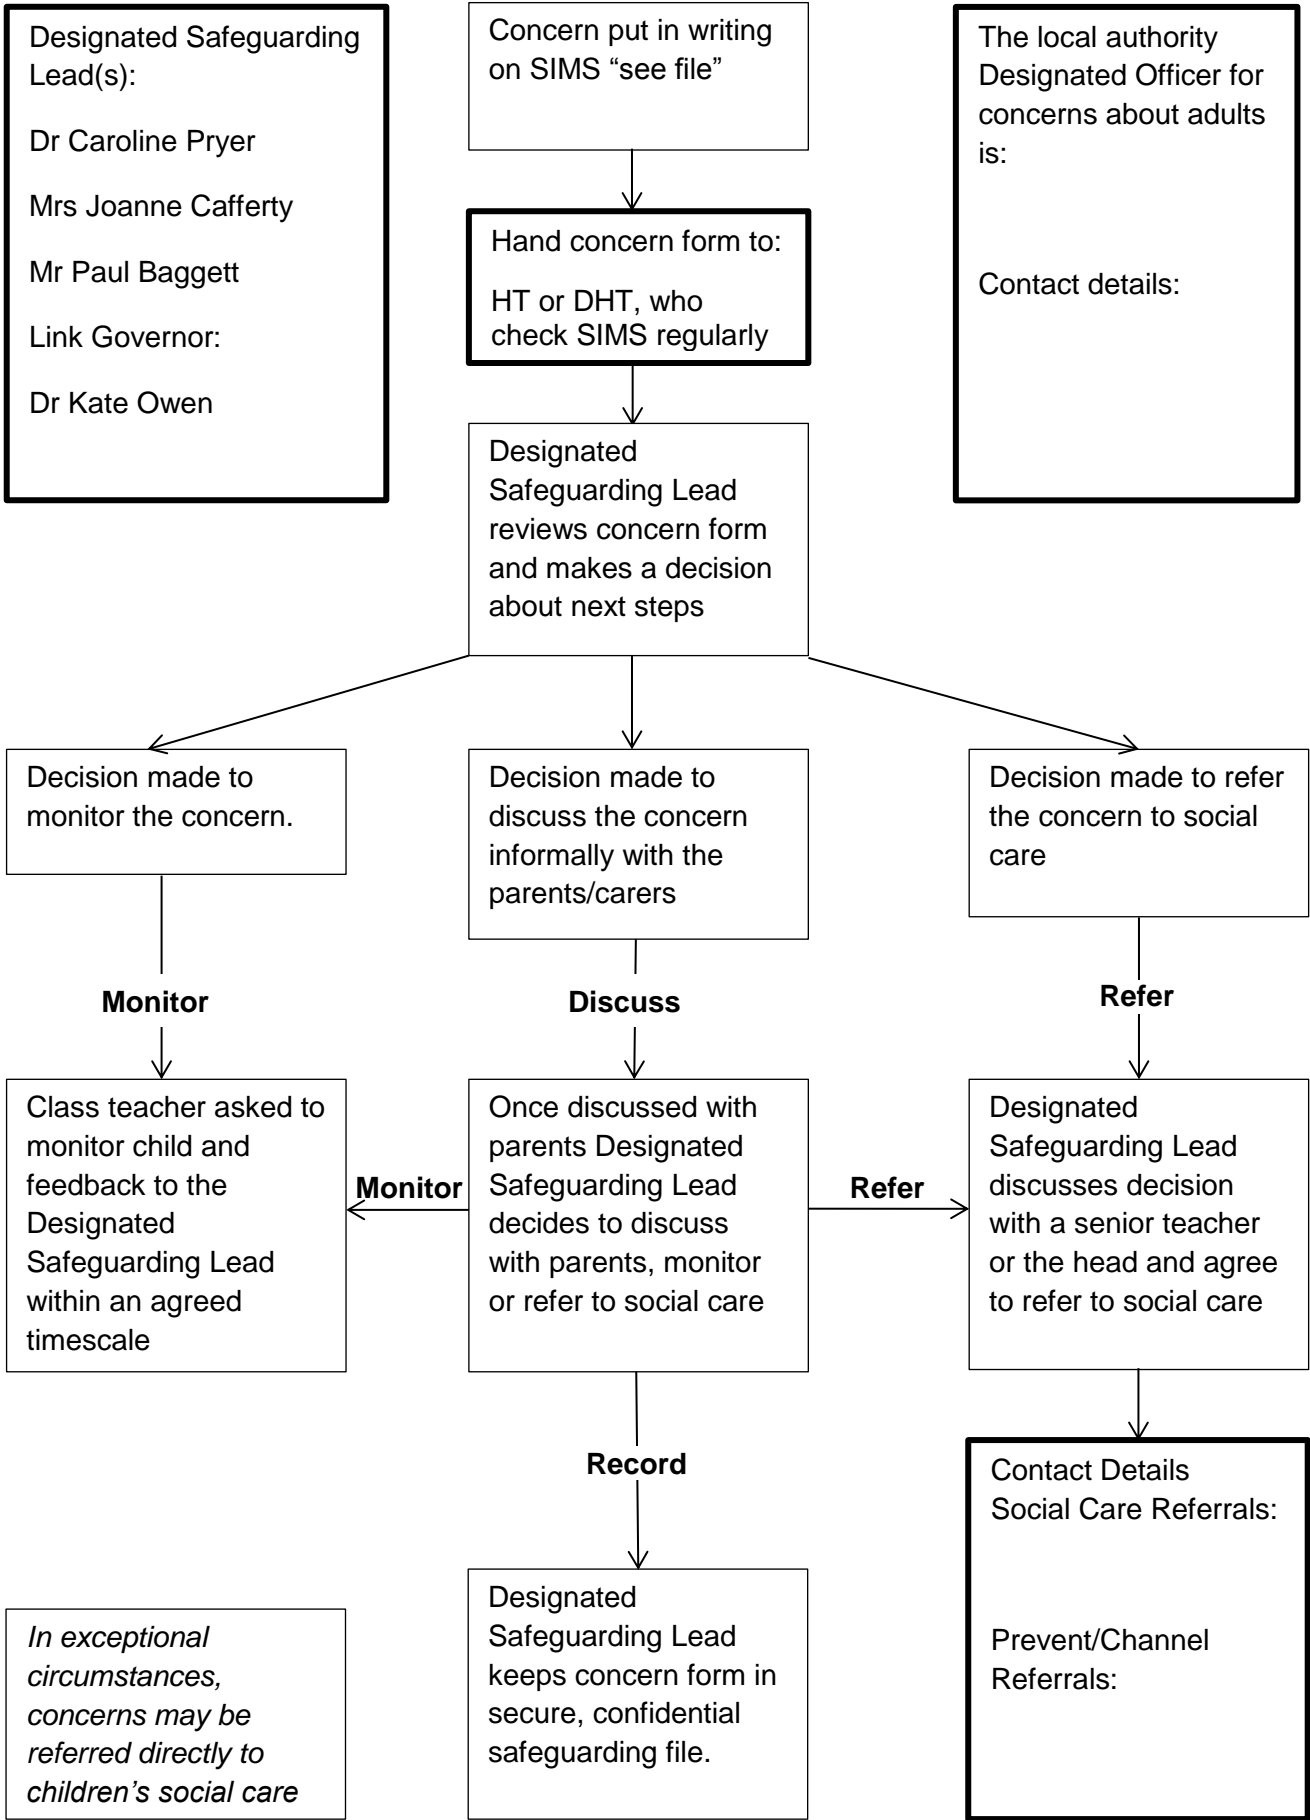 Designated Safeguarding
Lead(s):
Dr Caroline Pryer
Mrs Joanne Cafferty
Mr Paul Baggett
Link Governor:
Dr Kate Owen
Concern put in writing
on SIMS “see file”
The local authority
Designated Officer for
concerns about adults
is:
Contact details:
Hand concern form to:
HT or DHT, who
check SIMS regularly
Designated
Safeguarding Lead
reviews concern form
and makes a decision
about next steps
Decision made to
monitor the concern.
Decision made to
discuss the concern
informally with the
parents/carers
Decision made to refer
the concern to social
care
Monitor
Discuss
Refer
Class teacher asked to
monitor child and
feedback to the
Designated
Safeguarding Lead
within an agreed
timescale
Monitor
Once discussed with
parents Designated
Safeguarding Lead
decides to discuss
with parents, monitor
or refer to social care
Refer
Designated
Safeguarding Lead
discusses decision
with a senior teacher
or the head and agree
to refer to social care
Record
Contact Details
Social Care Referrals:
Prevent/Channel
Referrals:
In exceptional
circumstances,
concerns may be
referred directly to
children’s social care
Designated
Safeguarding Lead
keeps concern form in
secure, confidential
safeguarding file.